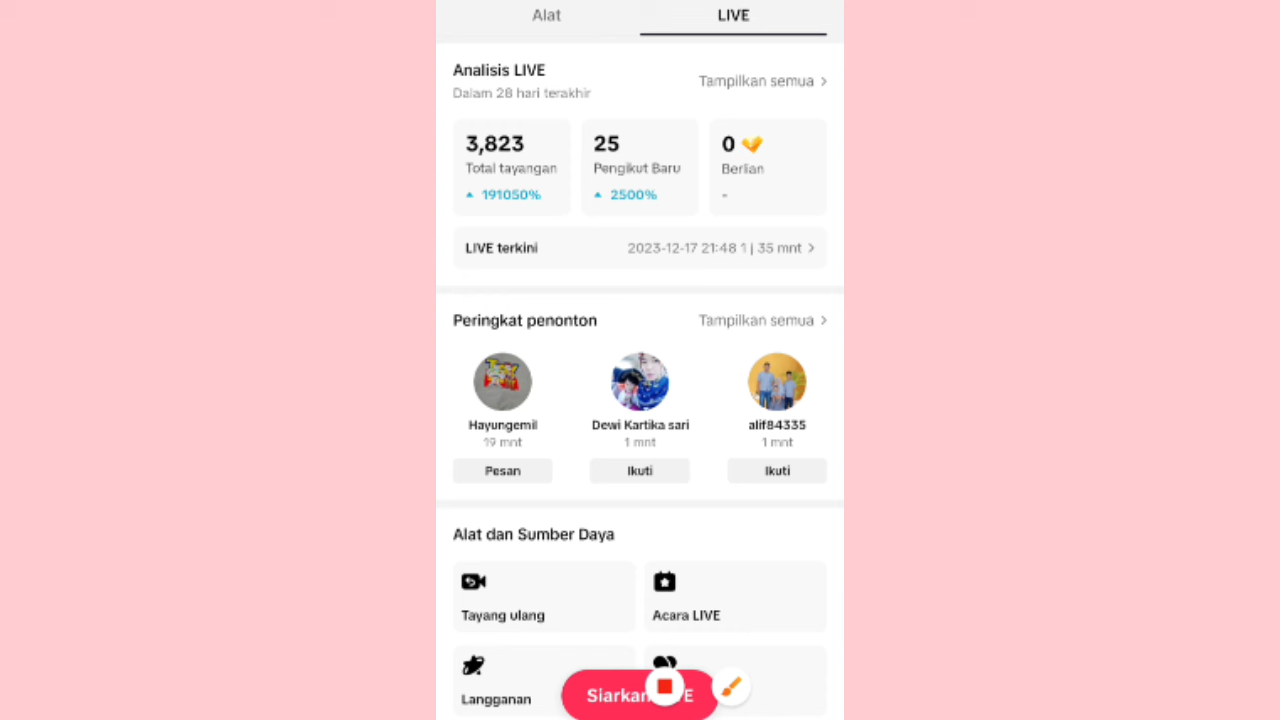 Alat LIVE
Analisis LIVE
Dalam 28 hari terakhir
Tampilkan semua
3,823 25 0
Total tayangan Pengikut Baru Berlian
191050% 2500% -
LIVE terkini 2023-12-17 21:48 1 | 35 mnt
Peringkat penonton Tampilkan semua
Hayungemil Dewi Kartika sari alif84335
19 mnt 1 mnt 1 mnt
Pesan Ikuti Ikuti
Alat dan Sumber Daya
Tayang ulang Acara LIVE
Langganan
Siarkan E